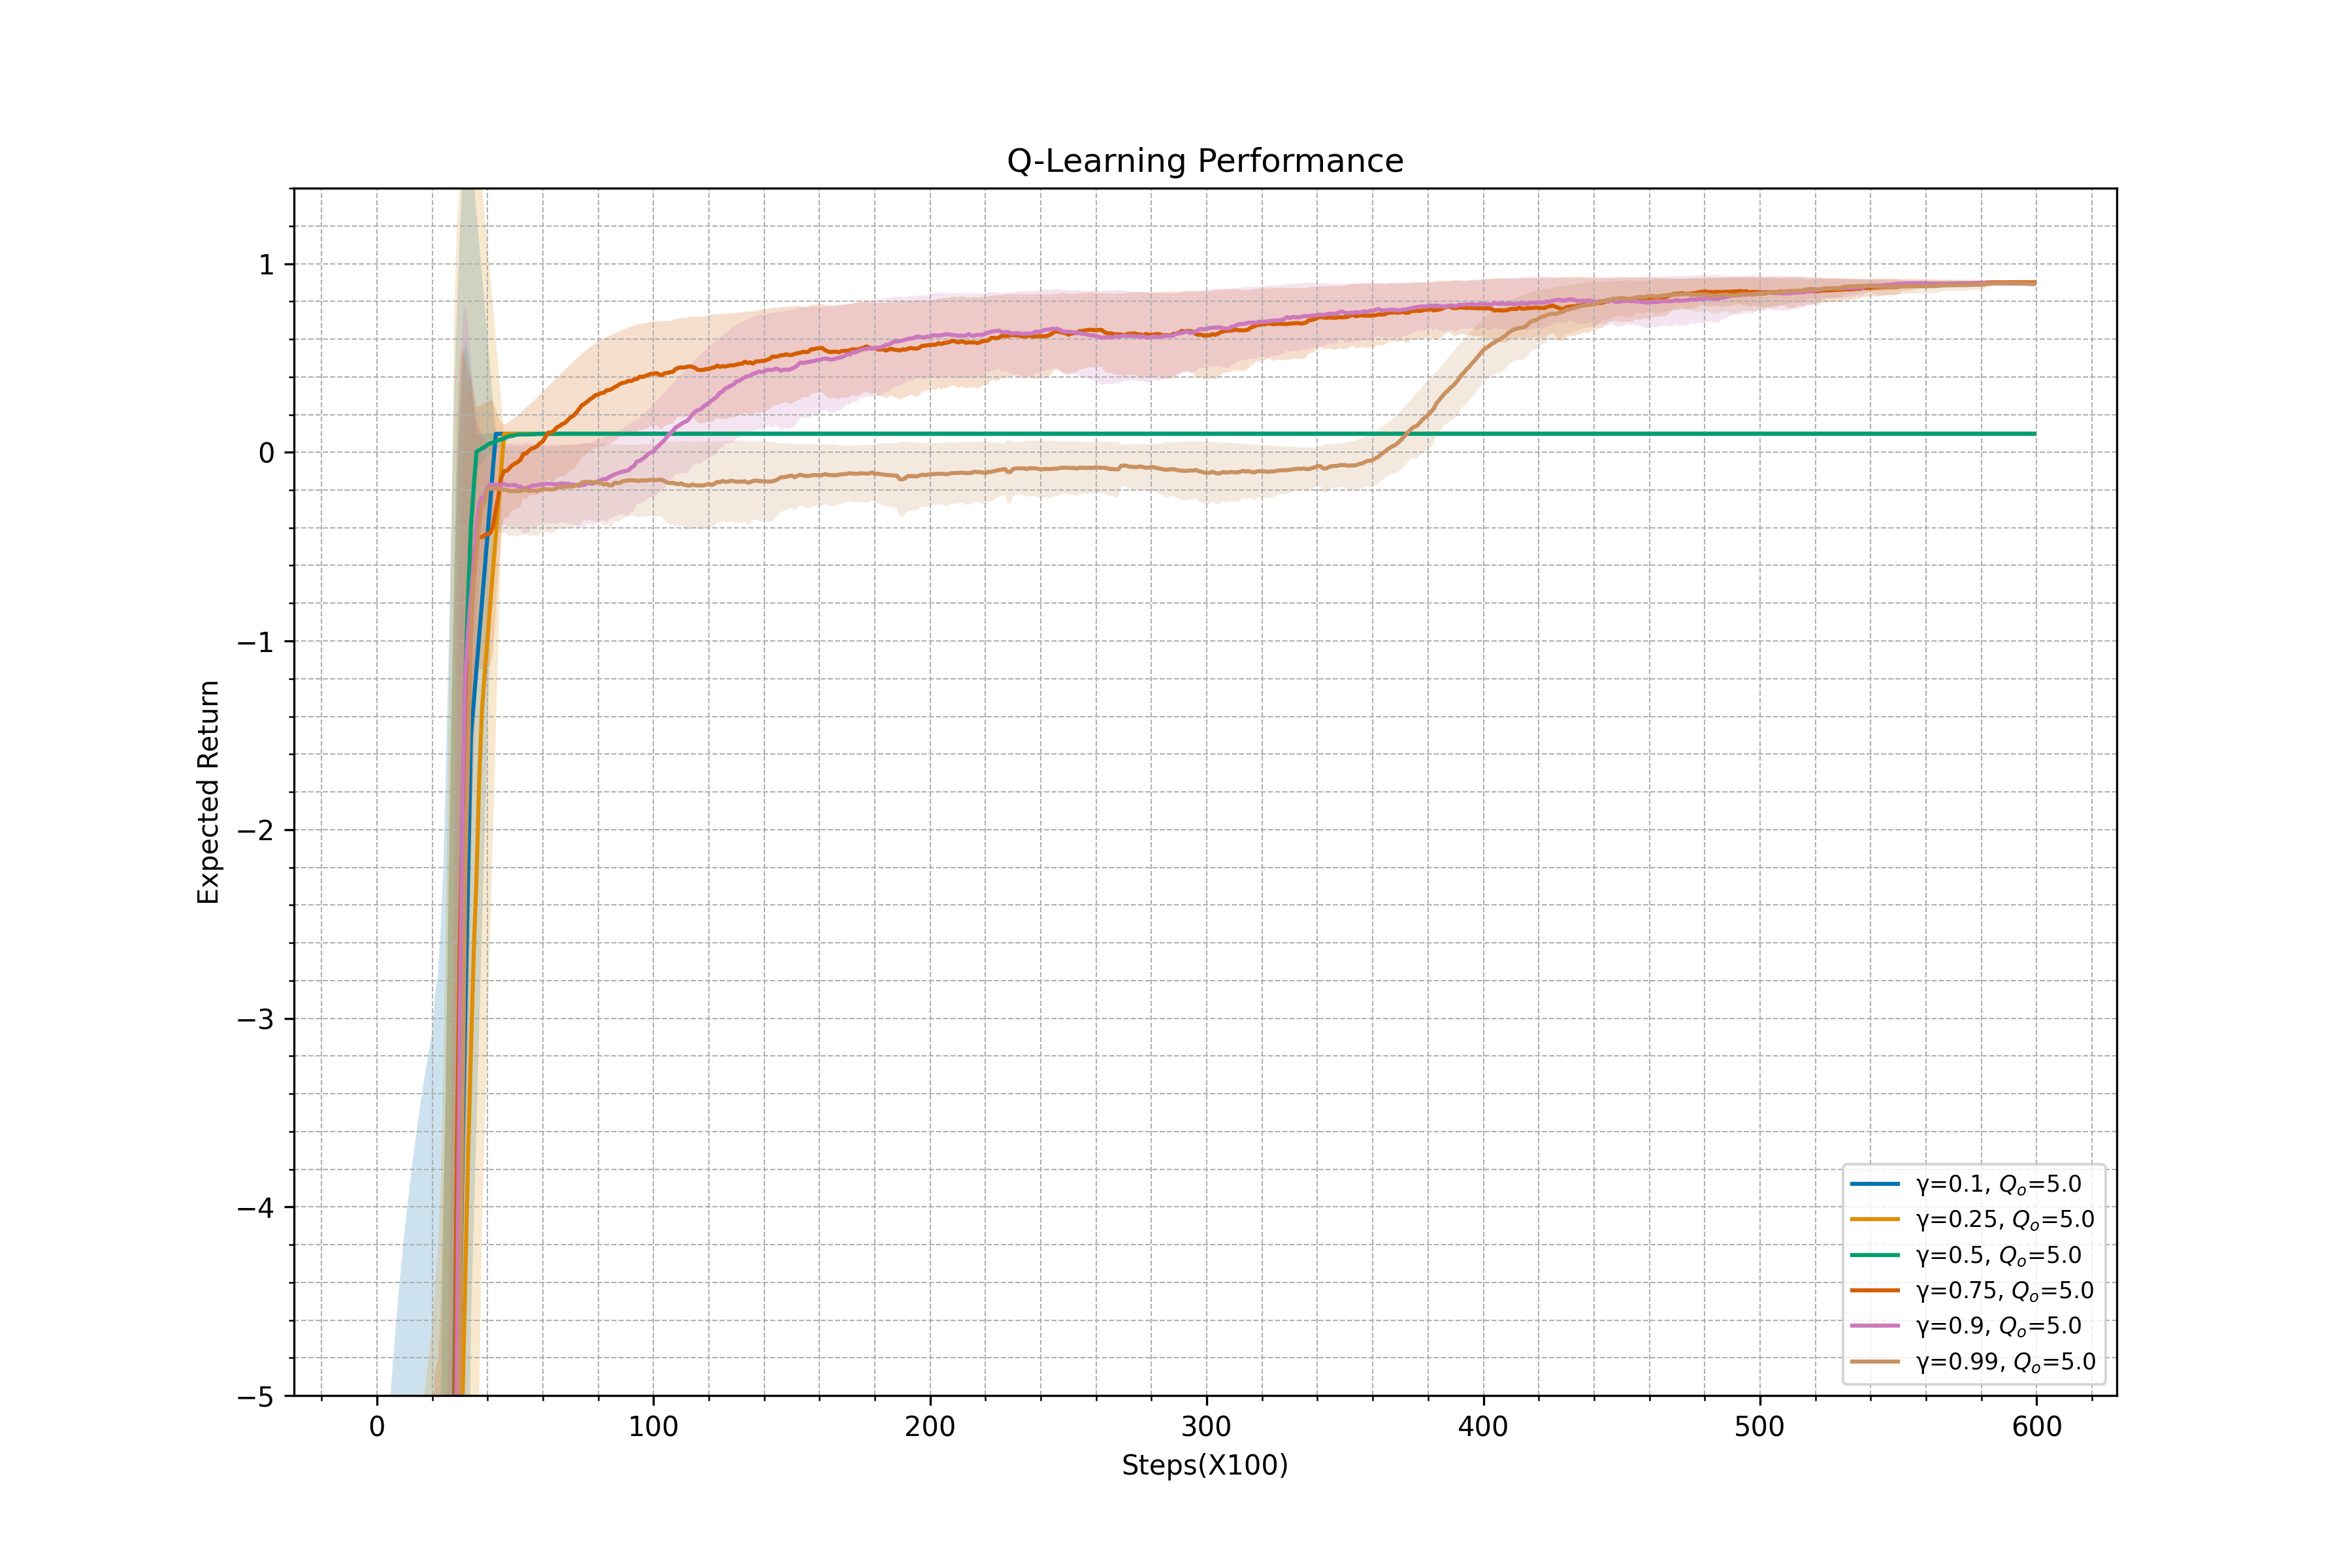 Q-Learning Performance
Expected Return
1
0
−1
−2
−3
−4
−5
0 100 200 300 400 500 600
Steps(X100)
γ=0.1, Qₒ=5.0
γ=0.25, Qₒ=5.0
γ=0.5, Qₒ=5.0
γ=0.75, Qₒ=5.0
γ=0.9, Qₒ=5.0
γ=0.99, Qₒ=5.0